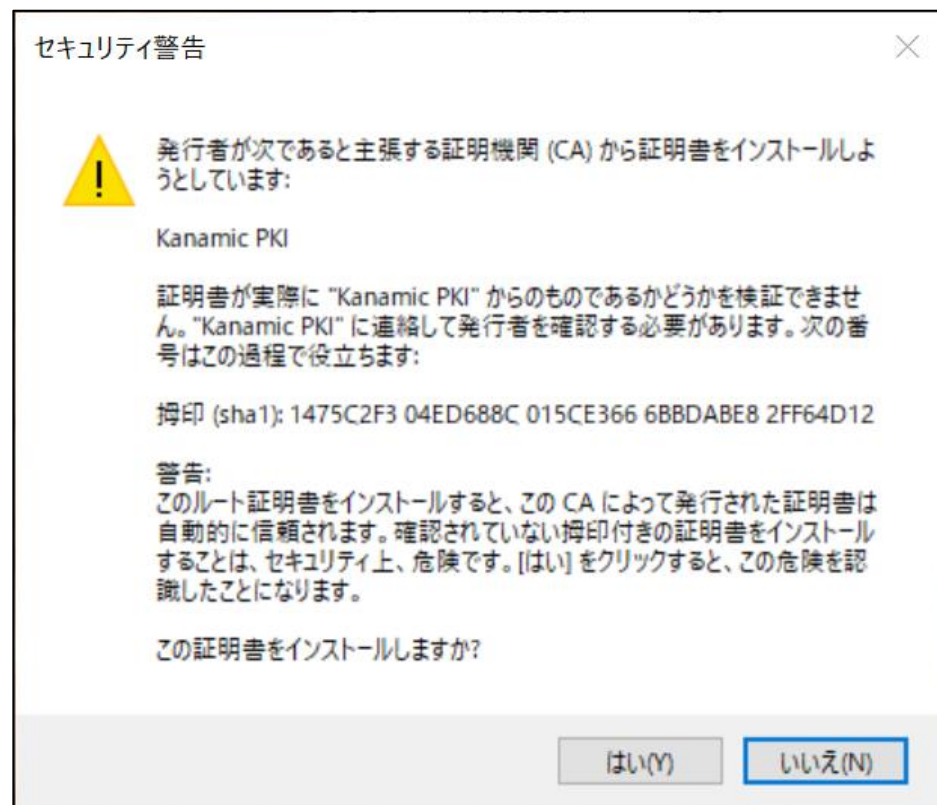 セキュリティ警告
発行者が次であると主張する証明機関 (CA) から証明書をインストールしよ
うとしています:
Kanamic PKI
証明書が実際に "Kanamic PKI" からのものであるかどうかを検証できませ
ん。"Kanamic PKI" に連絡して発行者を確認する必要があります。次の番
号はこの過程で役立ちます:
拇印 (sha1): 1475C2F3 04ED688C 015CE366 6BBDABE8 2FF64D12
警告:
このルート証明書をインストールすると、この CA によって発行された証明書は
自動的に信頼されます。確認されていない拇印付きの証明書をインストール
することは、セキュリティ上、危険です。[はい] をクリックすると、この危険を認
識したことになります。
この証明書をインストールしますか?
はい(Y)
いいえ(N)